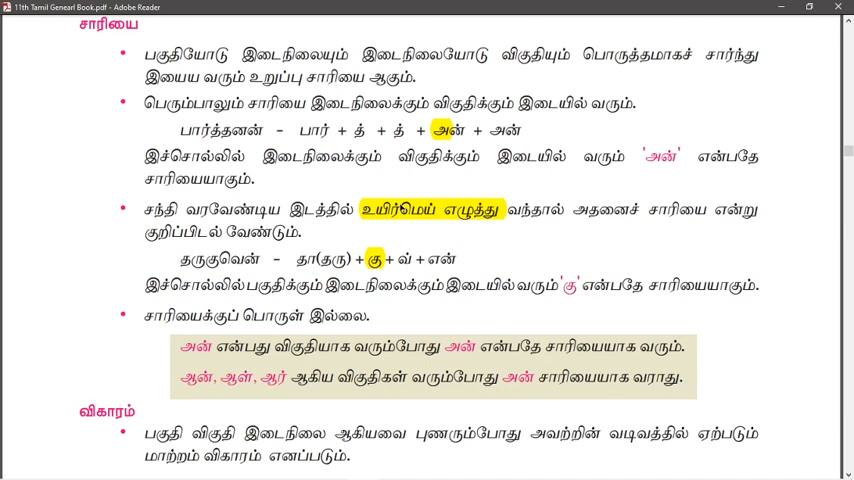 11th Tamil Genearl Book.pdf - Adobe Reader
சாரியை
• பகுதியோடு இடைநிலையும் இடைநிலையோடு விகுதியும் பொருத்தமாகச் சார்ந்து
இயைய வரும் உறுப்பு சாரியை ஆகும்.
• பெரும்பாலும் சாரியை இடைநிலைக்கும் விகுதிக்கும் இடையில் வரும்.
பார்த்தனன் - பார் + த் + த் + அன் + அன்
இச்சொல்லில் இடைநிலைக்கும் விகுதிக்கும் இடையில் வரும் 'அன்' என்பதே
சாரியையாகும்.
• சந்தி வரவேண்டிய இடத்தில் உயிர்மெய் எழுத்து வந்தால் அதனைச் சாரியை என்று
குறிப்பிடல் வேண்டும்.
தருகுவென் - தா(தரு) + கு + வ் + என்
இச்சொல்லில் பகுதிக்கும் இடைநிலைக்கும் இடையில் வரும் 'கு' என்பதே சாரியையாகும்.
• சாரியைக்குப் பொருள் இல்லை.
அன் என்பது விகுதியாக வரும்போது அன் என்பதே சாரியையாக வரும்.
ஆன், ஆள், ஆர் ஆகிய விகுதிகள் வரும்போது அன் சாரியையாக வராது.
விகாரம்
• பகுதி விகுதி இடைநிலை ஆகியவை புணரும்போது அவற்றின் வடிவத்தில் ஏற்படும்
மாற்றம் விகாரம் எனப்படும்.